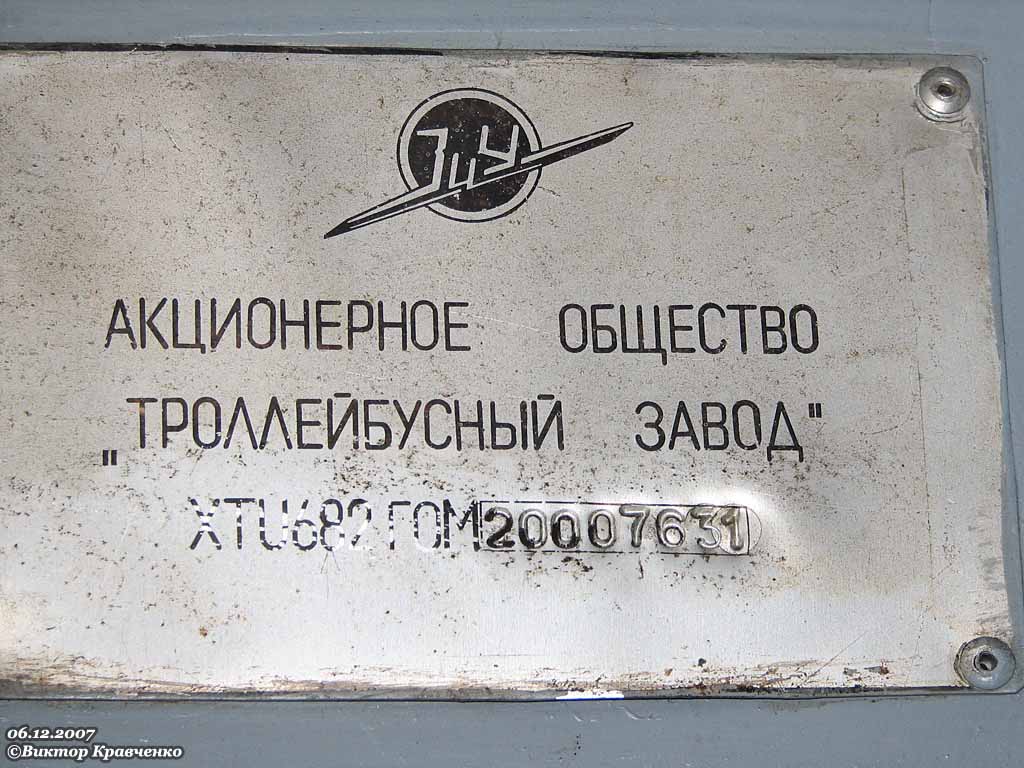 ЗиУ
АКЦИОНЕРНОЕ ОБЩЕСТВО
„ТРОЛЛЕЙБУСНЫЙ ЗАВОД"
XTU682ГОМ20007631
06.12.2007
©Виктор Кравченко